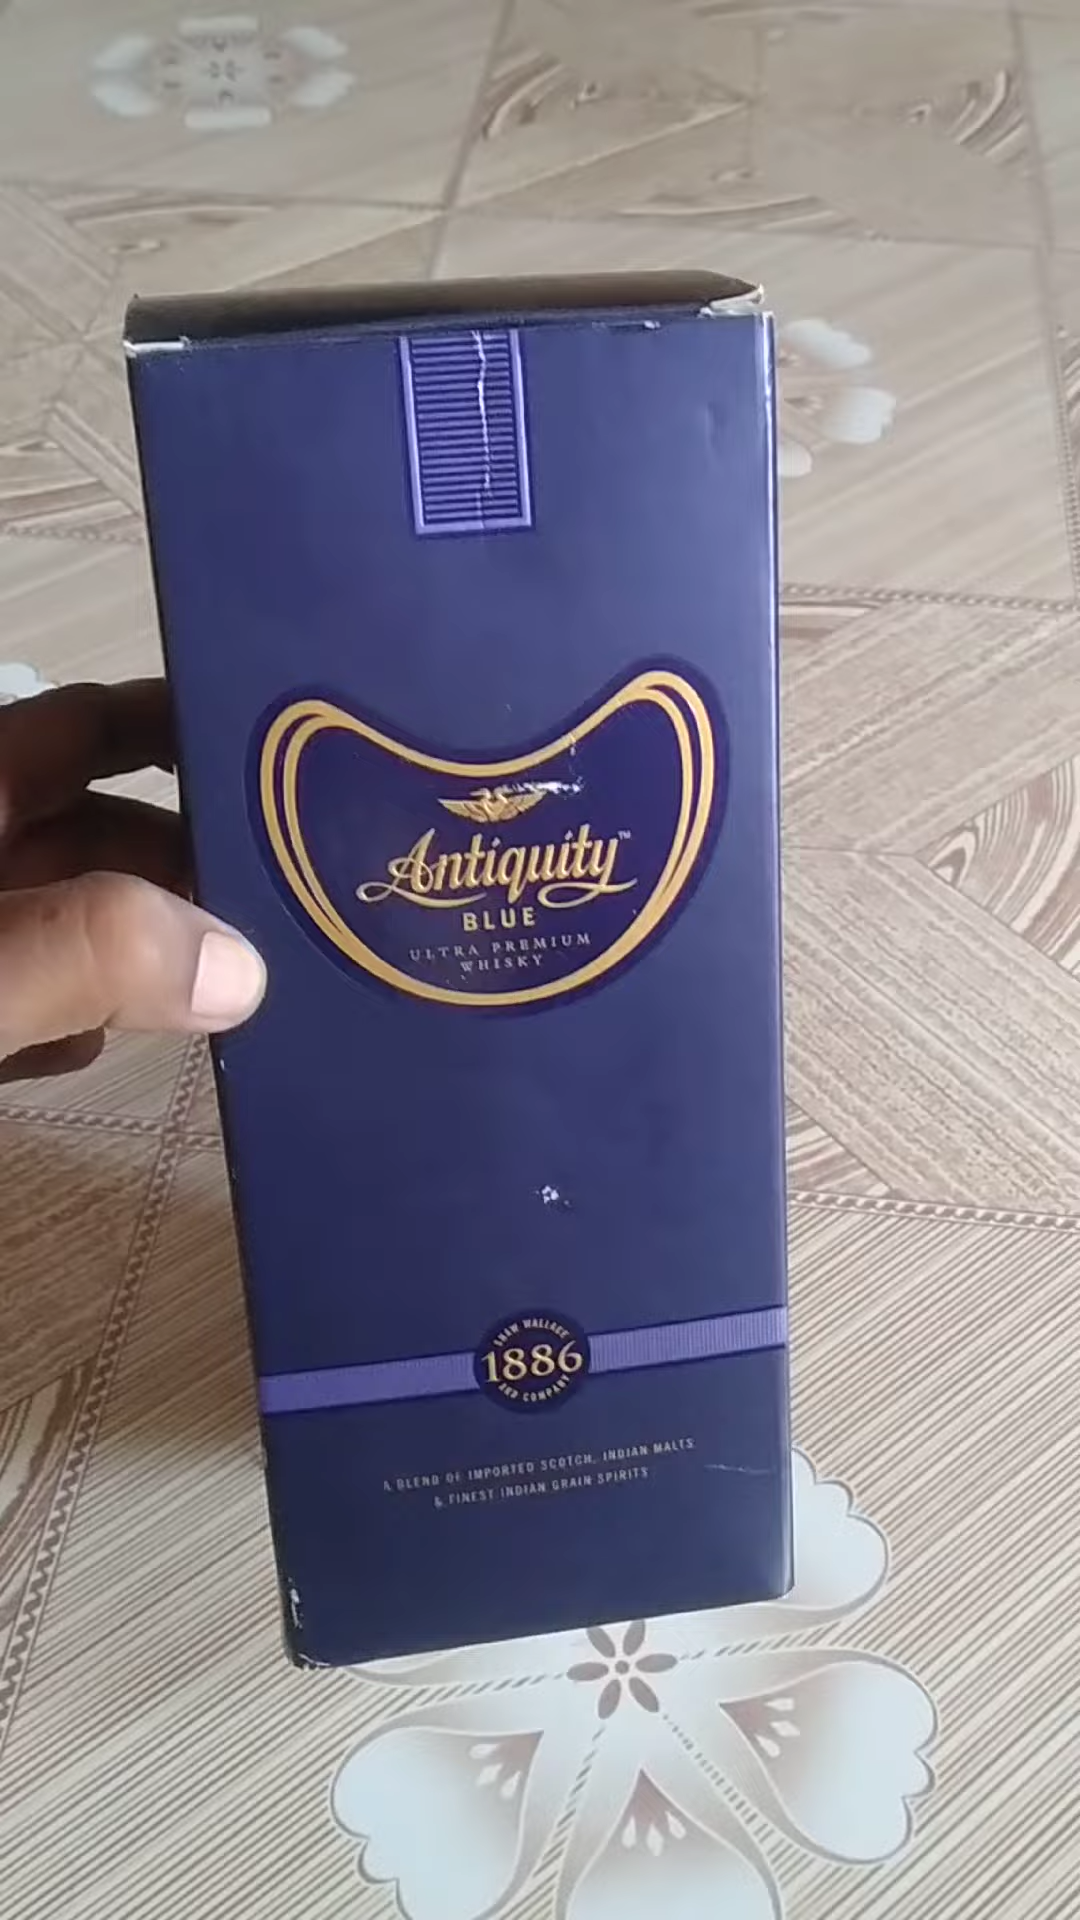 Antiquity™
BLUE
ULTRA PREMIUM
WHISKY
SHAW WALLACE
1886
AND COMPANY
A BLEND OF IMPORTED SCOTCH, INDIAN MALTS
& FINEST INDIAN GRAIN SPIRITS